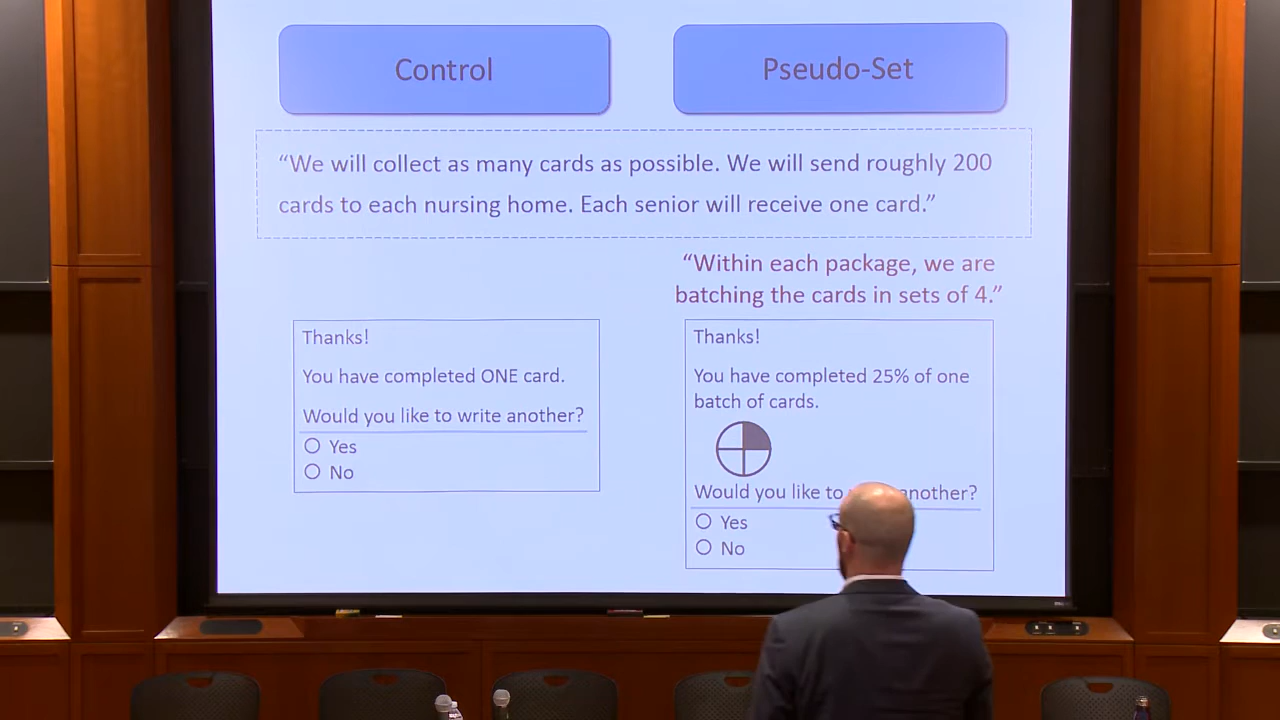 Control
Pseudo-Set
“We will collect as many cards as possible. We will send roughly 200
cards to each nursing home. Each senior will receive one card.”
“Within each package, we are
batching the cards in sets of 4.”
Thanks!
You have completed ONE card.
Would you like to write another?
Yes
No
Thanks!
You have completed 25% of one
batch of cards.
Would you like to another?
Yes
No